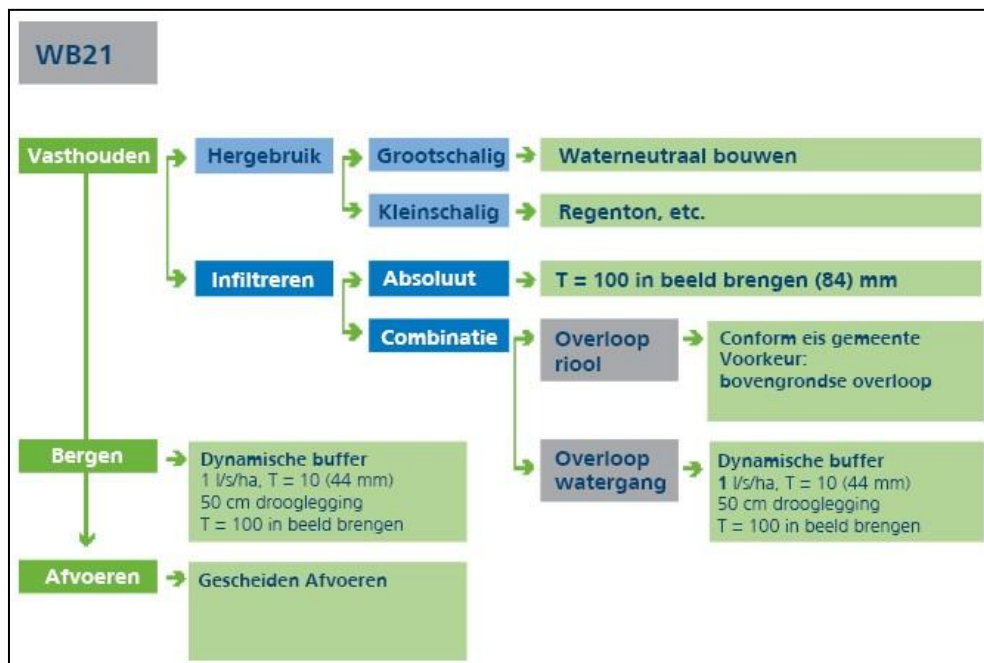 WB21
Vasthouden
Hergebruik
Grootschalig
Waterneutraal bouwen
Kleinschalig
Regenton, etc.
Infiltreren
Absoluut
T = 100 in beeld brengen (84) mm
Combinatie
Overloop
riool
Conform eis gemeente
Voorkeur:
bovengrondse overloop
Bergen
Dynamische buffer
1 l/s/ha, T = 10 (44 mm)
50 cm drooglegging
T = 100 in beeld brengen
Overloop
watergang
Dynamische buffer
1 l/s/ha, T = 10 (44 mm)
50 cm drooglegging
T = 100 in beeld brengen
Afvoeren
Gescheiden Afvoeren